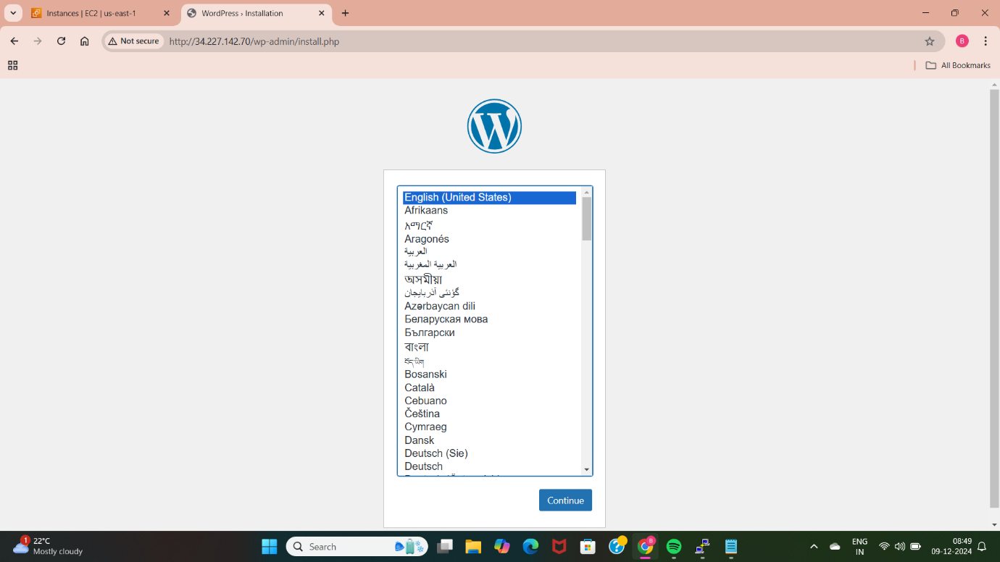 Instances | EC2 | us-east-1
WordPress › Installation
Not secure
http://34.227.142.70/wp-admin/install.php
B
All Bookmarks
English (United States)
Afrikaans
አማርኛ
Aragonés
العربية
العربية المغربية
অসমীয়া
گؤنئی آذربایجان
Azərbaycan dili
Беларуская мова
Български
বাংলা
བོད་ཡིག
Bosanski
Català
Cebuano
Čeština
Cymraeg
Dansk
Deutsch (Sie)
Deutsch
Continue
1
22°C
Mostly cloudy
Search
B
ENG
IN
08:49
09-12-2024